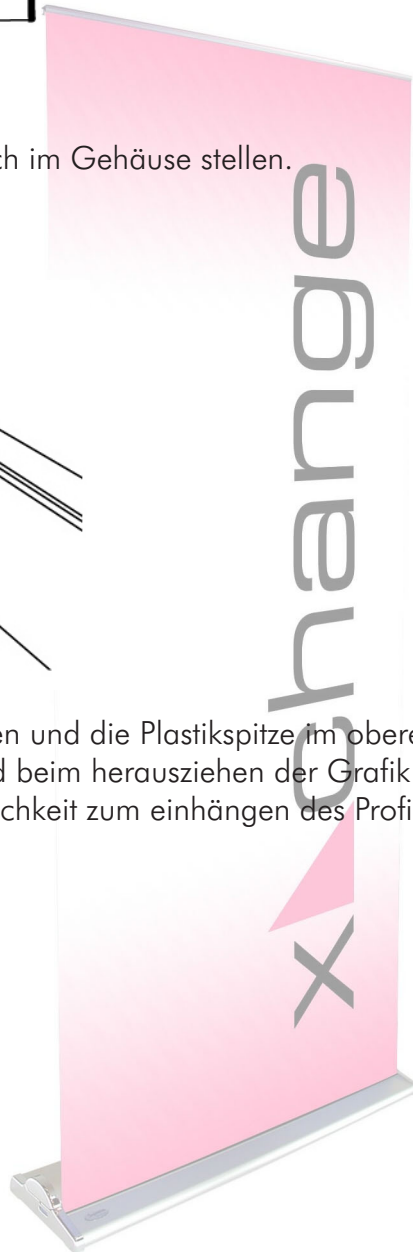 ch im Gehäuse stellen.
en und die Plastikspitze im obere
d beim herausziehen der Grafik
chkeit zum einhängen des Profi
x change